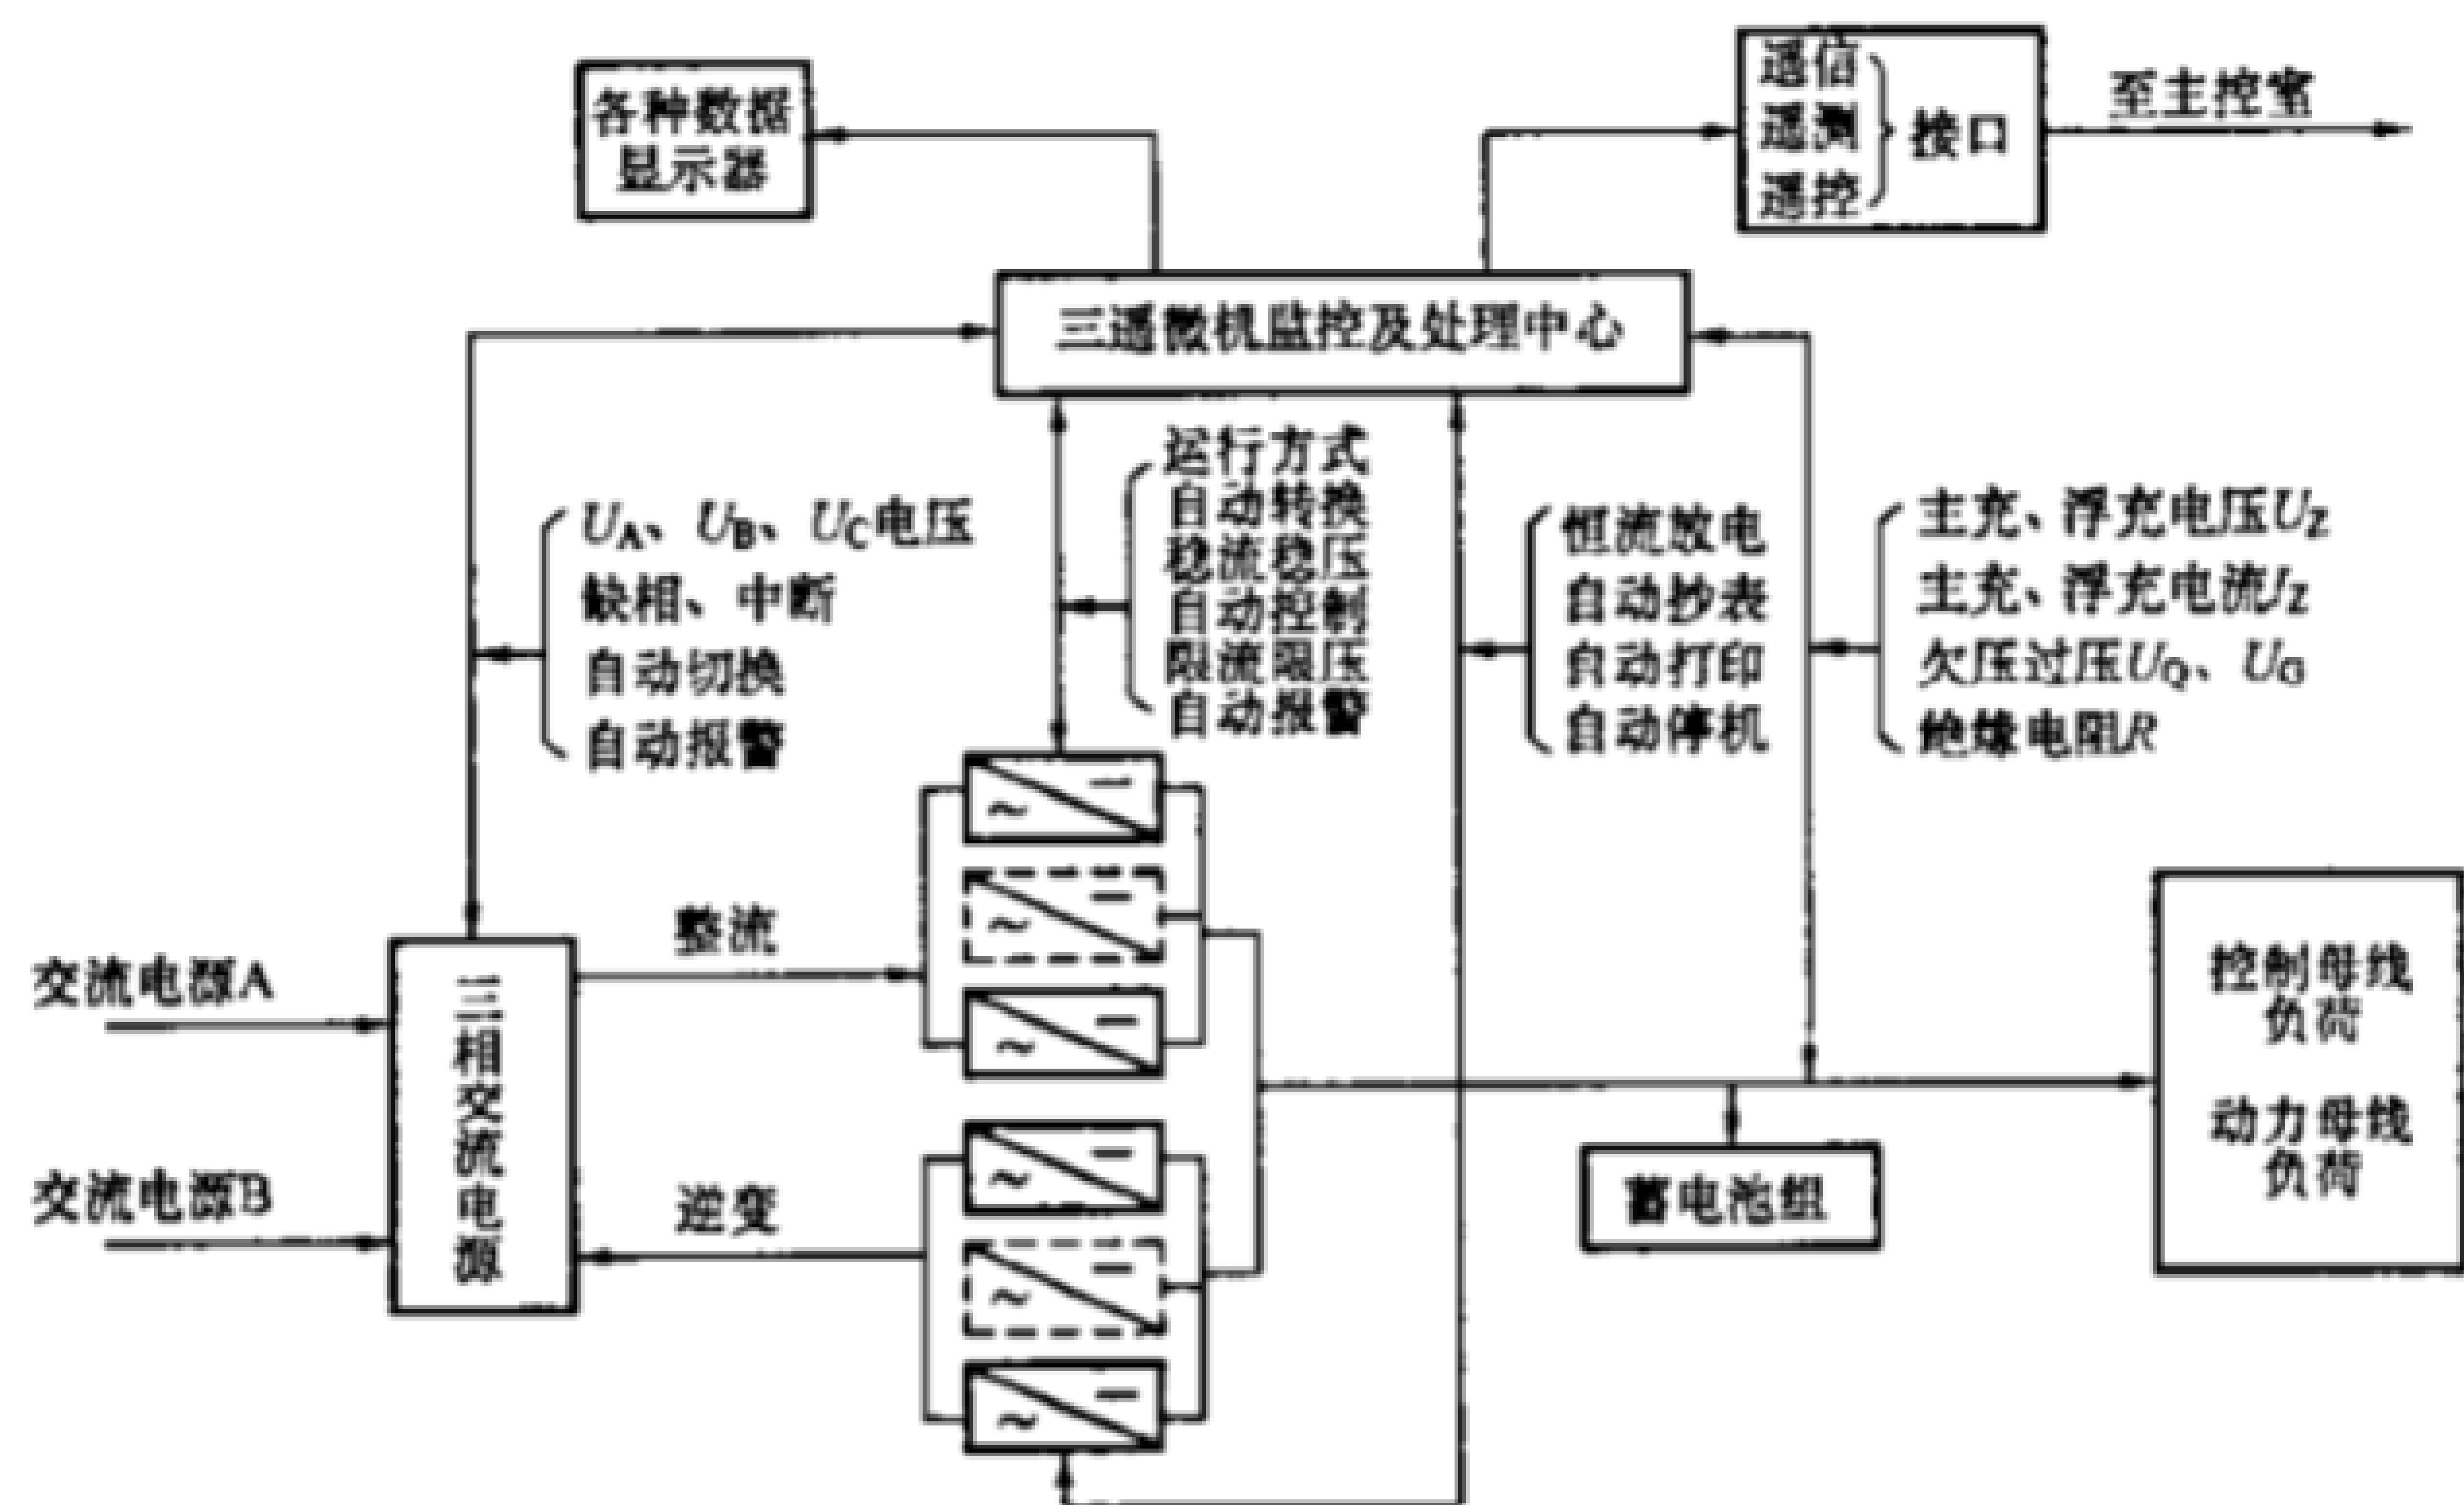 各种数据
显示器
遥信
遥测
遥控
接口
至主控室
三遥微机监控及处理中心
UA、UB、UC电压
缺相、中断
自动切换
自动报警
运行方式
自动转换
稳流稳压
自动控制
限流限压
自动报警
恒流放电
自动抄表
自动打印
自动停机
主充、浮充电压UZ
主充、浮充电流IZ
欠压过压UQ、UG
绝缘电阻R
交流电源A
交流电源B
三相交流电源
整流
逆变
蓄电池组
控制母线
负荷
动力母线
负荷